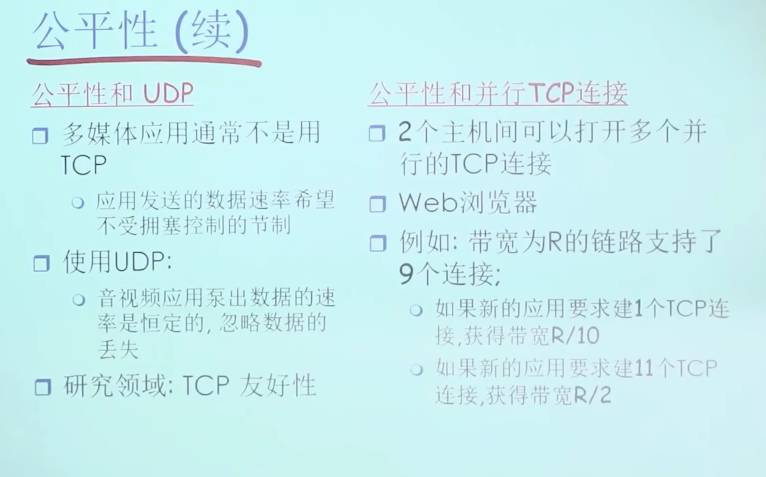 公平性 (续)
公平性和 UDP
多媒体应用通常不是用
TCP
应用发送的数据速率希望
不受拥塞控制的节制
使用UDP:
音视频应用泵出数据的速
率是恒定的, 忽略数据的
丢失
研究领域: TCP 友好性
公平性和并行TCP连接
2个主机间可以打开多个并
行的TCP连接
Web浏览器
例如: 带宽为R的链路支持了
9个连接;
如果新的应用要求建1个TCP连
接,获得带宽R/10
如果新的应用要求建11个TCP
连接,获得带宽R/2